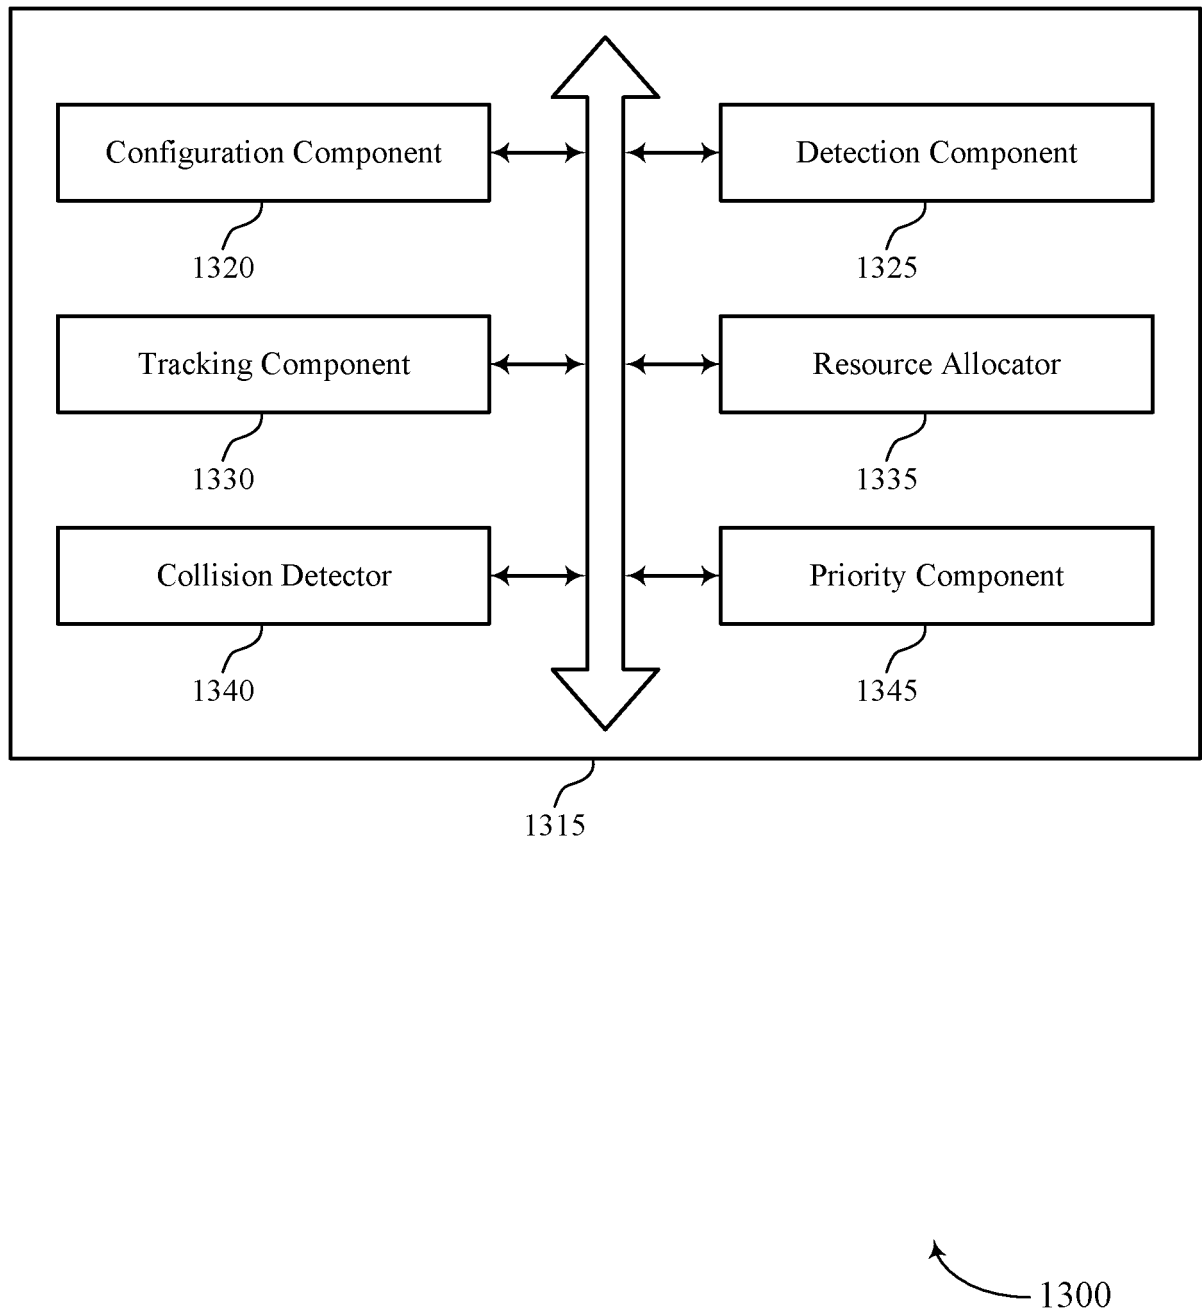 Configuration Component
Detection Component
1320
1325
Tracking Component
Resource Allocator
1330
1335
Collision Detector
Priority Component
1340
1345
1315
1300